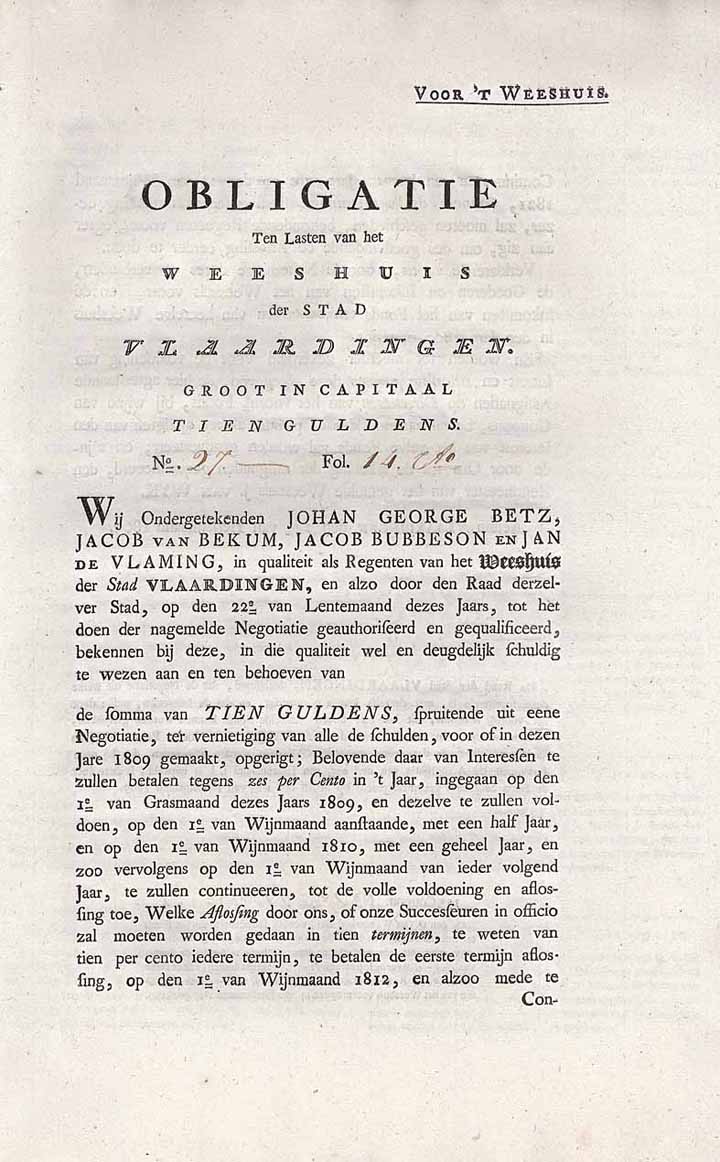 VOOR 'T WEESHUIS.
OBLIGATIE
Ten Lasten van het
WEESHUIS
der STAD
VLAARDINGEN.
GROOT IN CAPITAAL
TIEN GULDENS.
No. 27 — Fol. 14.
Wij Ondergetekenden JOHAN GEORGE BETZ,
JACOB VAN BEKUM, JACOB BUBBESON EN JAN
DE VLAMING, in qualiteit als Regenten van het Weeshuis
der Stad VLAARDINGEN, en alzo door den Raad derzel-
ver Stad, op den 22e van Lentemaand dezes Jaars, tot het
doen der nagemelde Negotiatie geauthoriſeerd en gequalificeerd,
bekennen bij deze, in die qualiteit wel en deugdelijk ſchuldig
te wezen aan en ten behoeven van
de ſomma van TIEN GULDENS, ſpruitende uit eene
Negotiatie, ter vernietiging van alle de ſchulden, voor of in dezen
Jare 1809 gemaakt, opgerigt; Belovende daar van Intereſſen te
zullen betalen tegens zes per Cento in 't Jaar, ingegaan op den
1e van Grasmaand dezes Jaars 1809, en dezelve te zullen vol-
doen, op den 1e van Wijnmaand aanſtaande, met een half Jaar,
en op den 1e van Wijnmaand 1810, met een geheel Jaar, en
zoo vervolgens op den 1e van Wijnmaand van ieder volgend
Jaar, te zullen continueeren, tot de volle voldoening en aflos-
ſing toe, Welke Aflosſing door ons, of onze Succesſeuren in officio
zal moeten worden gedaan in tien termijnen, te weten van
tien per cento iedere termijn, te betalen de eerste termijn aflos-
ſing, op den 1e van Wijnmaand 1812, en alzoo mede te
Con-